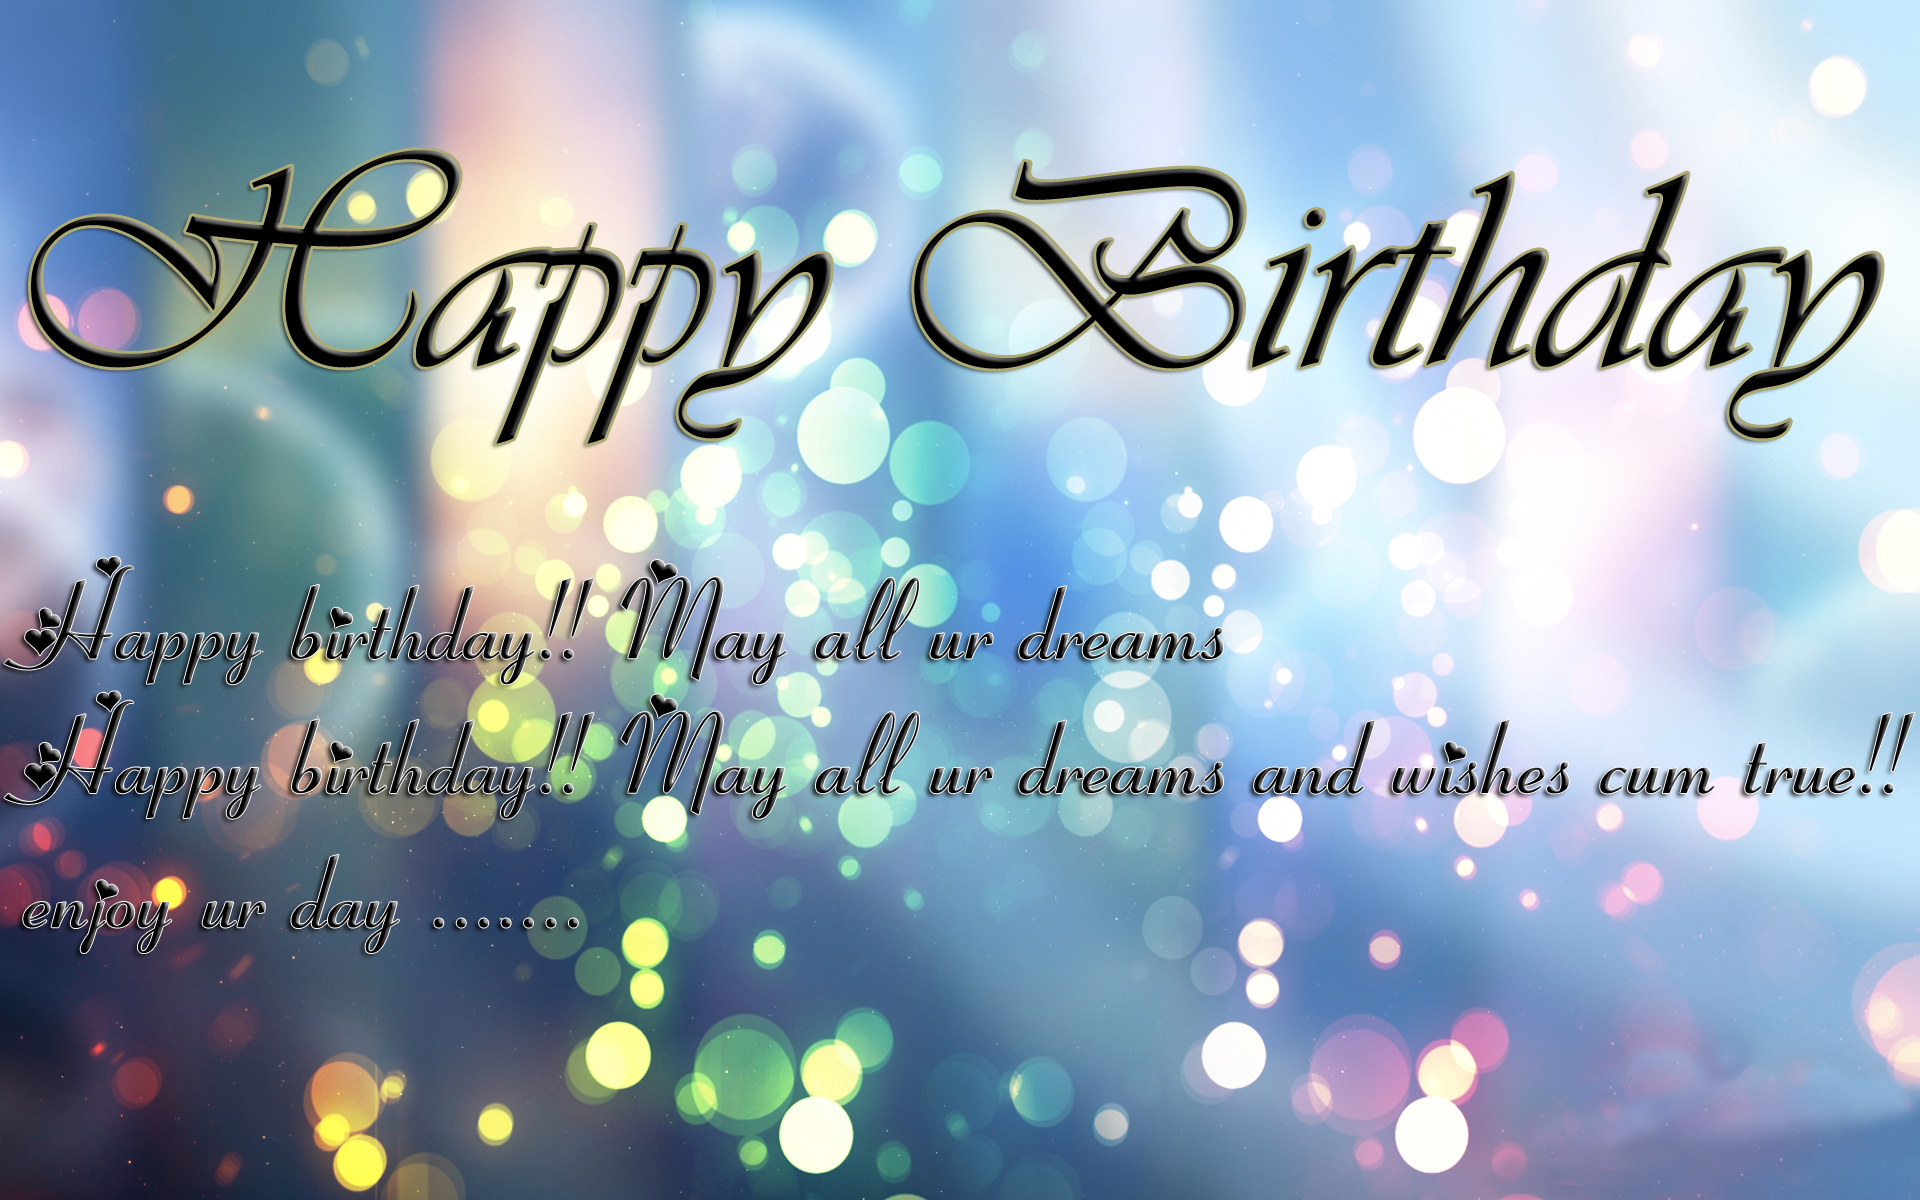 Happy Birthday
Happy birthday!! May all ur dreams
Happy birthday!! May all ur dreams and wishes cum true!!
enjoy ur day .......